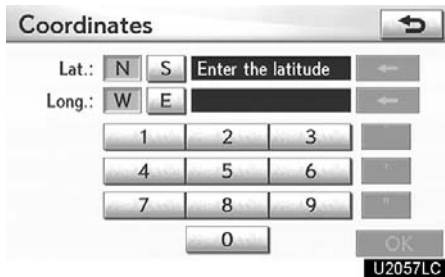 Coordinates
Lat.: N S Enter the latitude
Long.: W E
1 2 3 °
4 5 6 '
7 8 9 "
0 OK
U2057LC